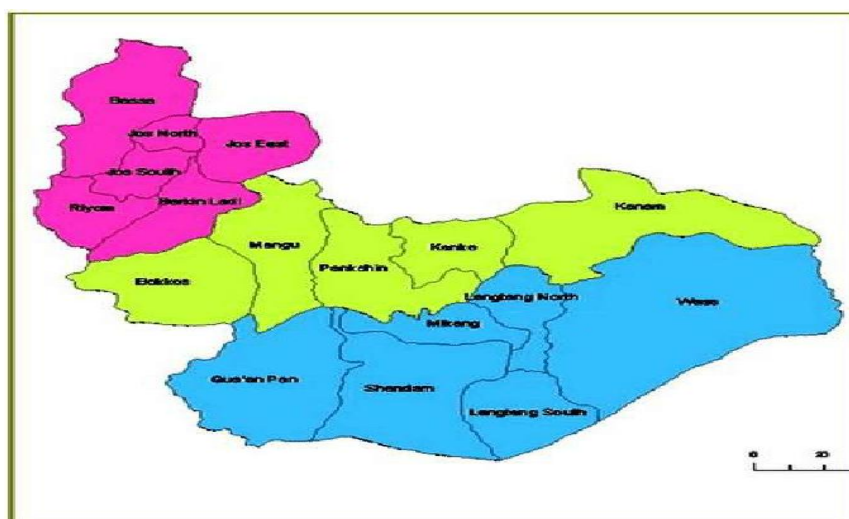 Bassa
Jos North
Jos East
Jos South
Riyom
Barkin Ladi
Kanam
Mangu
Kanke
Pankshin
Bokkos
Langtang North
Wase
Mikang
Qua'an Pan
Shendam
Langtang South
0
20